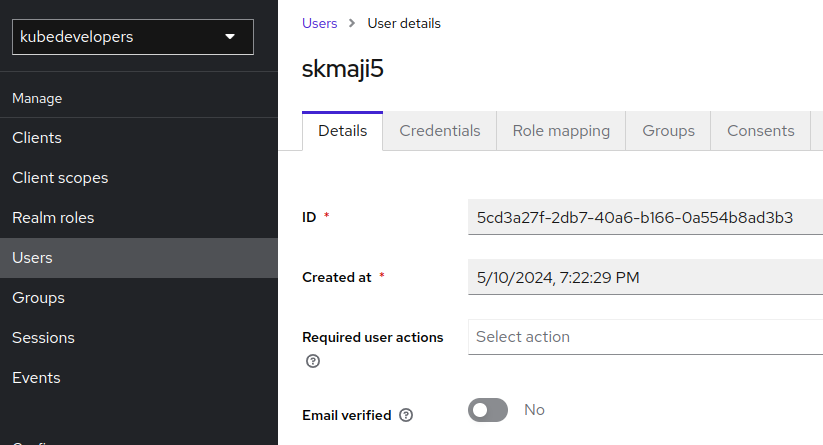 kubedevelopers
Manage
Clients
Client scopes
Realm roles
Users
Groups
Sessions
Events
Users > User details
skmaji5
Details Credentials Role mapping Groups Consents
ID * 5cd3a27f-2db7-40a6-b166-0a554b8ad3b3
Created at * 5/10/2024, 7:22:29 PM
Required user actions Select action
Email verified No